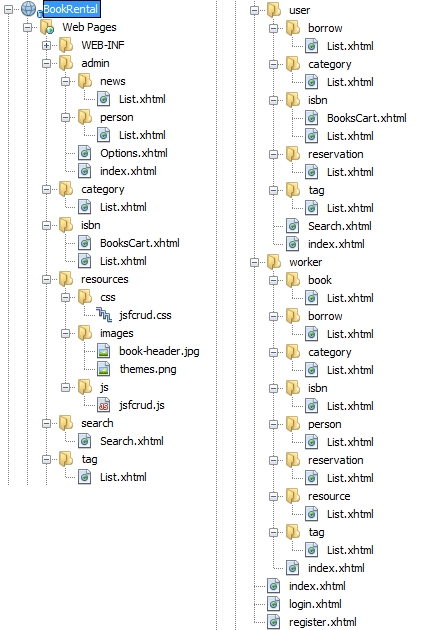 BookRental
Web Pages
WEB-INF
admin
news
List.xhtml
person
List.xhtml
Options.xhtml
index.xhtml
category
List.xhtml
isbn
BooksCart.xhtml
List.xhtml
resources
css
jsfcrud.css
images
book-header.jpg
themes.png
js
jsfcrud.js
search
Search.xhtml
tag
List.xhtml
user
borrow
List.xhtml
category
List.xhtml
isbn
BooksCart.xhtml
List.xhtml
reservation
List.xhtml
tag
List.xhtml
Search.xhtml
index.xhtml
worker
book
List.xhtml
borrow
List.xhtml
category
List.xhtml
isbn
List.xhtml
person
List.xhtml
reservation
List.xhtml
resource
List.xhtml
tag
List.xhtml
index.xhtml
index.xhtml
login.xhtml
register.xhtml